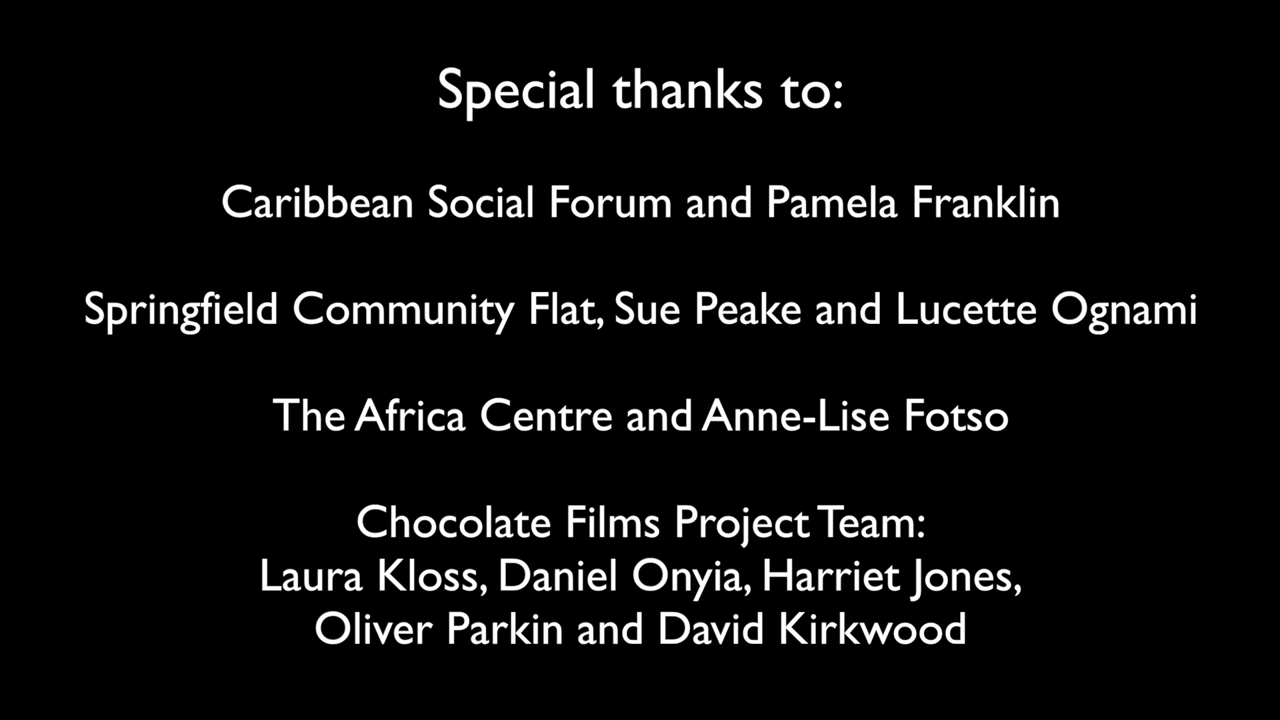 Special thanks to:
Caribbean Social Forum and Pamela Franklin
Springfield Community Flat, Sue Peake and Lucette Ognami
The Africa Centre and Anne-Lise Fotso
Chocolate Films Project Team:
Laura Kloss, Daniel Onyia, Harriet Jones,
Oliver Parkin and David Kirkwood